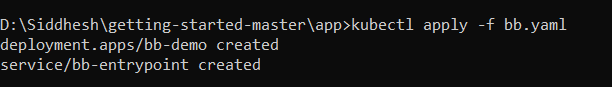 D:\Siddhesh\getting-started-master\app>kubectl apply -f bb.yaml
deployment.apps/bb-demo created
service/bb-entrypoint created